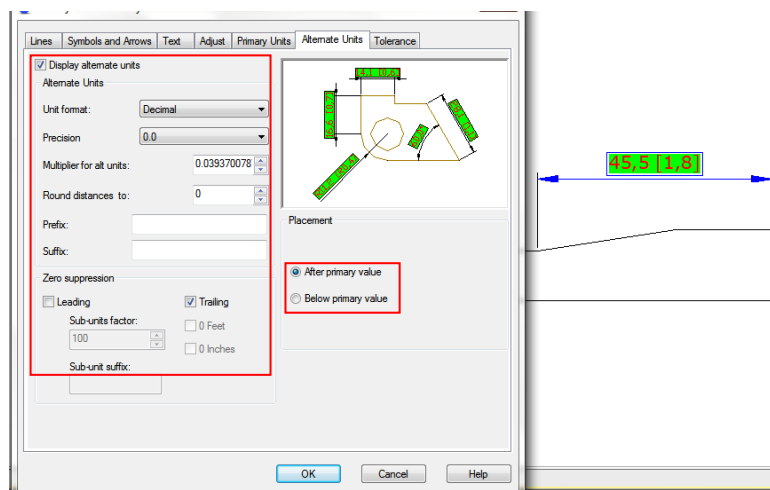 Lines Symbols and Arrows Text Adjust Primary Units Alternate Units Tolerance
Display alternate units
Alternate Units
Unit format: Decimal
Precision 0.0
Multiplier for alt units: 0.039370078
Round distances to: 0
Prefix:
Suffix:
Zero suppression
Leading Trailing
Sub-units factor: 0 Feet
100 0 Inches
Sub-unit suffix:
Placement
After primary value
Below primary value
OK Cancel Help
45,5 [1,8]